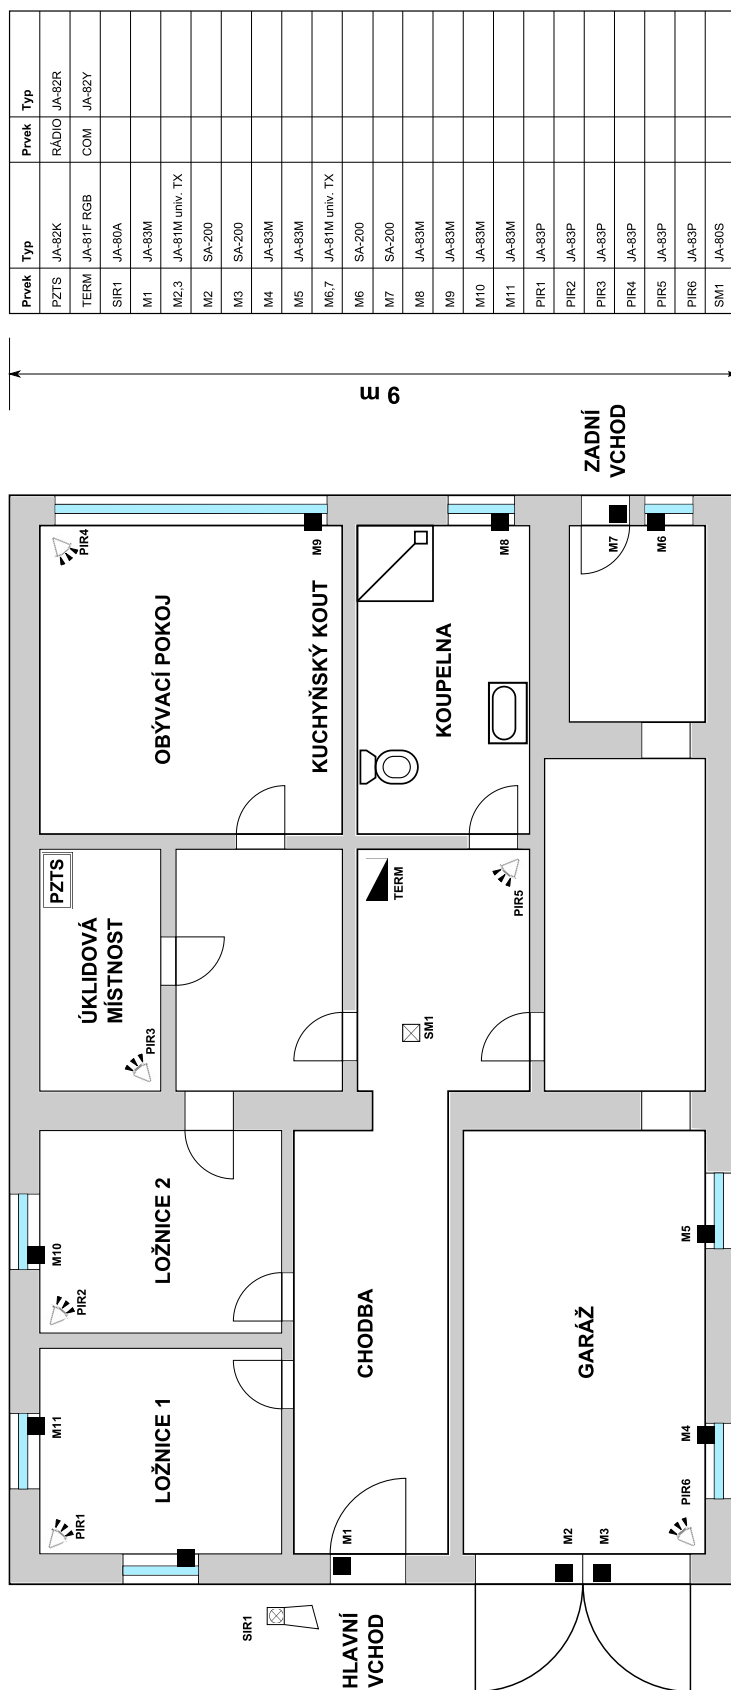 Prvek Typ Prvek Typ
PZTS JA-82K RÁDIO JA-82R
TERM JA-81F RGB COM JA-82Y
SIR1 JA-80A
M1 JA-83M
M2,3 JA-81M univ. TX
M2 SA-200
M3 SA-200
M4 JA-83M
M5 JA-83M
M6,7 JA-81M univ. TX
M6 SA-200
M7 SA-200
M8 JA-83M
M9 JA-83M
M10 JA-83M
M11 JA-83M
PIR1 JA-83P
PIR2 JA-83P
PIR3 JA-83P
PIR4 JA-83P
PIR5 JA-83P
PIR6 JA-83P
SM1 JA-80S
9 m
ZADNÍ
VCHOD
PIR4
M9
M8
M7
M6
OBÝVACÍ POKOJ
KUCHYŇSKÝ KOUT
KOUPELNA
PZTS
ÚKLIDOVÁ
MÍSTNOST
TERM
PIR5
PIR3
SM1
M10
PIR2
LOŽNICE 2
M5
CHODBA
GARÁŽ
M11
PIR1
LOŽNICE 1
M4
PIR6
M1
M2
M3
SIR1
HLAVNÍ
VCHOD